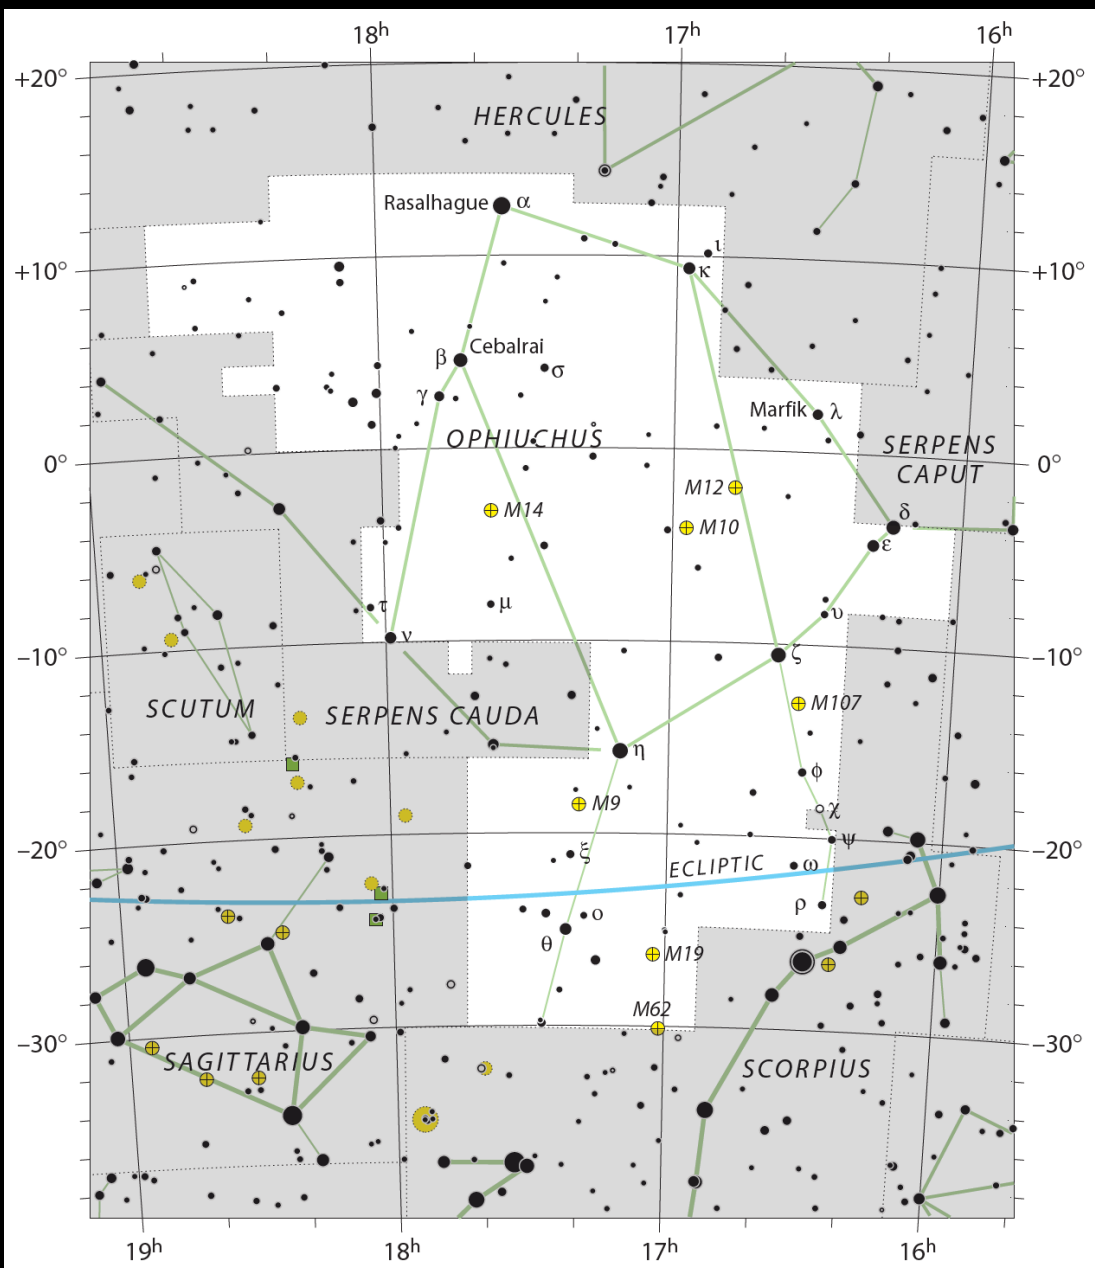 18h 17h 16h
+20° +20°
HERCULES
Rasalhague α
ι
+10° κ +10°
Cebalrai
β
σ
γ
Marfik λ
OPHIUCHUS
SERPENS
CAPUT
0° 0°
M12
M14
M10
δ
ε
τ
μ
υ
ν
−10° ζ −10°
M107
SCUTUM
SERPENS CAUDA
η
ϕ
M9
χ
ψ
−20° −20°
ξ
ECLIPTIC
ω
ρ
ο
θ
M19
M62
−30° −30°
SAGITTARIUS
SCORPIUS
19h 18h 17h 16h